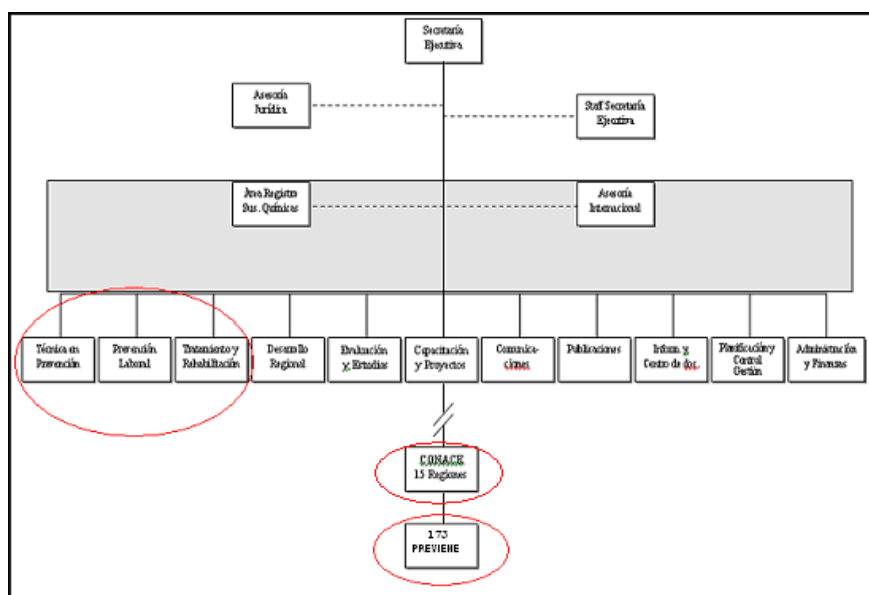 Secretaría
Ejecutiva
Asesoría
Jurídica
Staff Secretaría
Ejecutiva
Área Registro
Sus. Químicas
Asesoría
Internacional
Técnica en
Prevención
Prevención
Laboral
Tratamiento y
Rehabilitación
Desarrollo
Regional
Evaluación
y Estudios
Capacitación
y Proyectos
Comunica-
ciones
Publicaciones
Inform. y
Centro de doc.
Planificación y
Control
Gestión
Administración
y Finanzas
CONACE
15 Regiones
173
PREVIENE